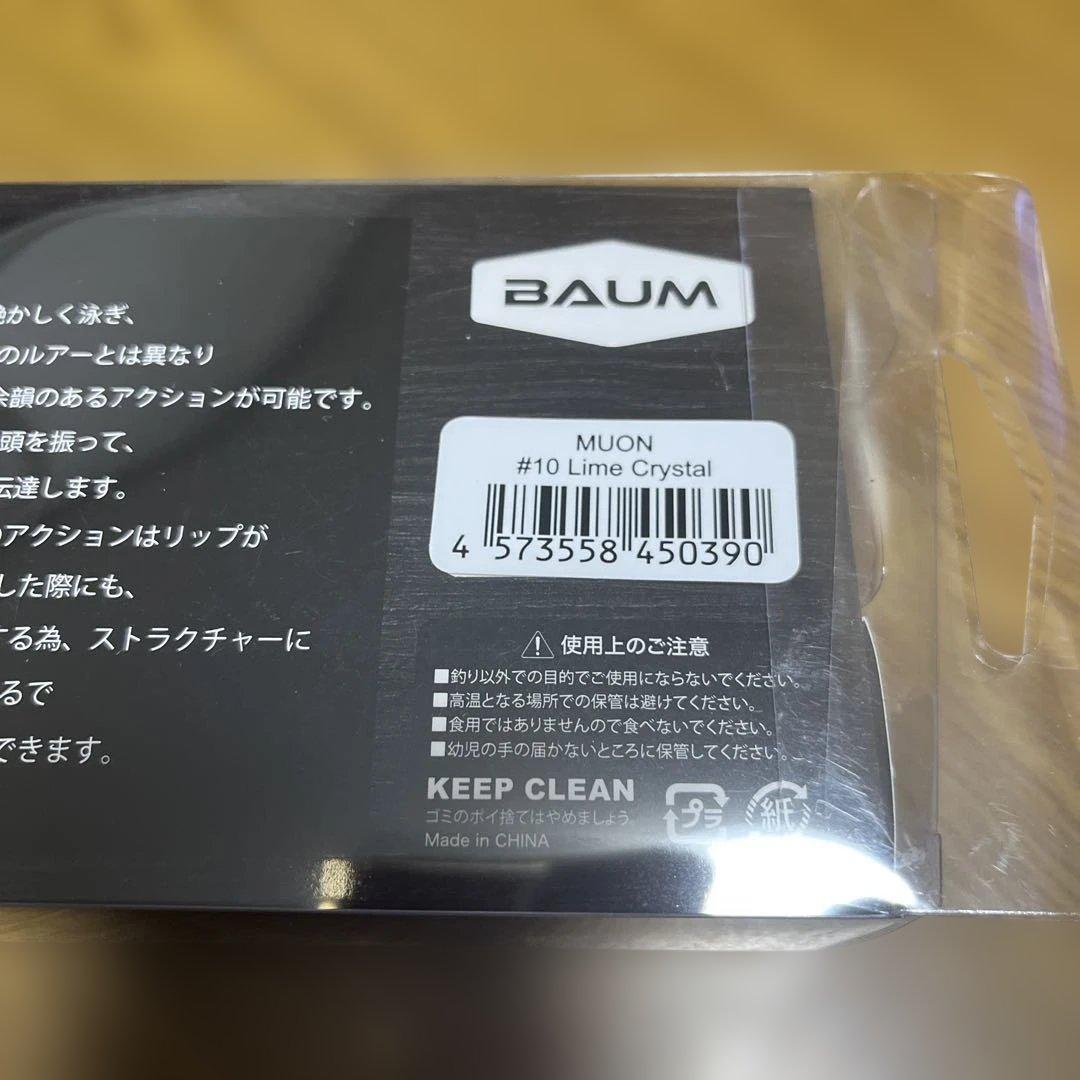 艶かしく泳ぎ、
のルアーとは異なり
余韻のあるアクションが可能です。
頭を振って、
伝達します。
のアクションはリップが
した際にも、
する為、ストラクチャーに
るで
できます。
BAUM
MUON
#10 Lime Crystal
4 573558 450390
使用上のご注意
■釣り以外での目的でご使用にならないでください。
■高温となる場所での保管は避けてください。
■食用ではありませんので食べないでください。
■幼児の手の届かないところに保管してください。
KEEP CLEAN
ゴミのポイ捨てはやめましょう
Made in CHINA
プラ
紙